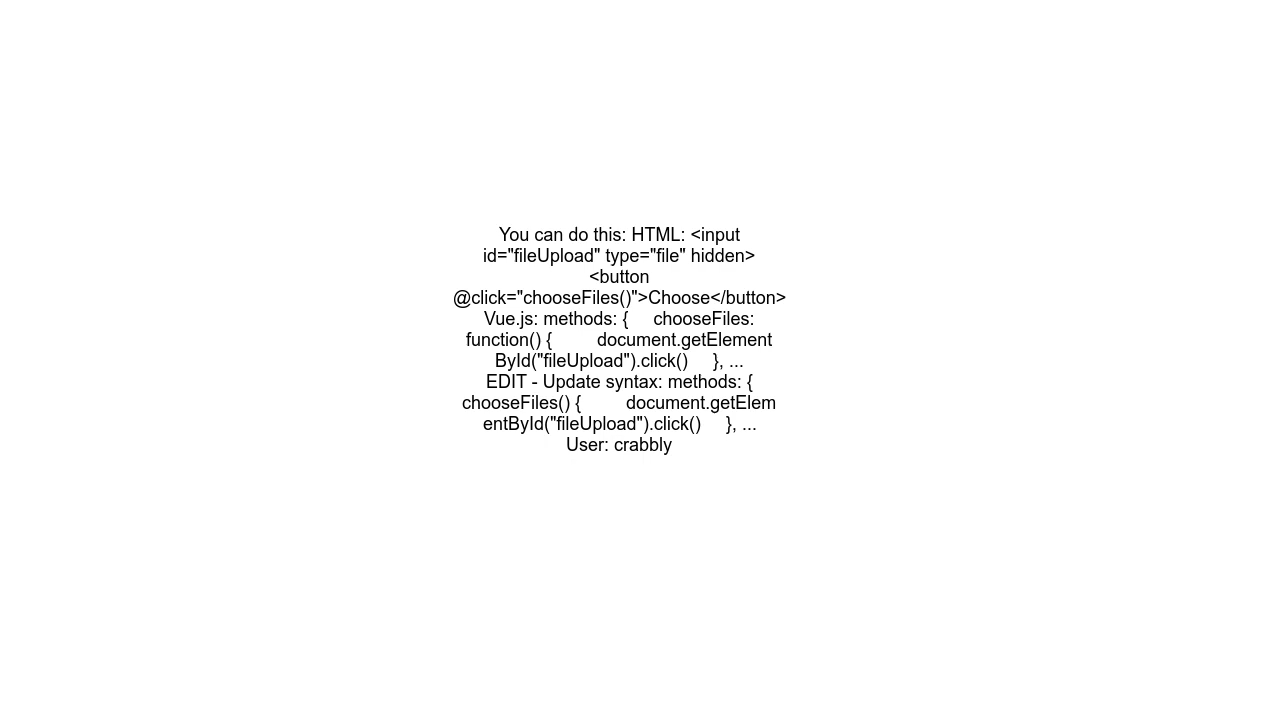 You can do this: HTML: <input
id="fileUpload" type="file" hidden>
<button
@click="chooseFiles()">Choose</button>
Vue.js: methods: {     chooseFiles:
function() {         document.getElement
ById("fileUpload").click()     }, ...
EDIT - Update syntax: methods: {
chooseFiles() {         document.getElem
entById("fileUpload").click()     }, ...
User: crabbly